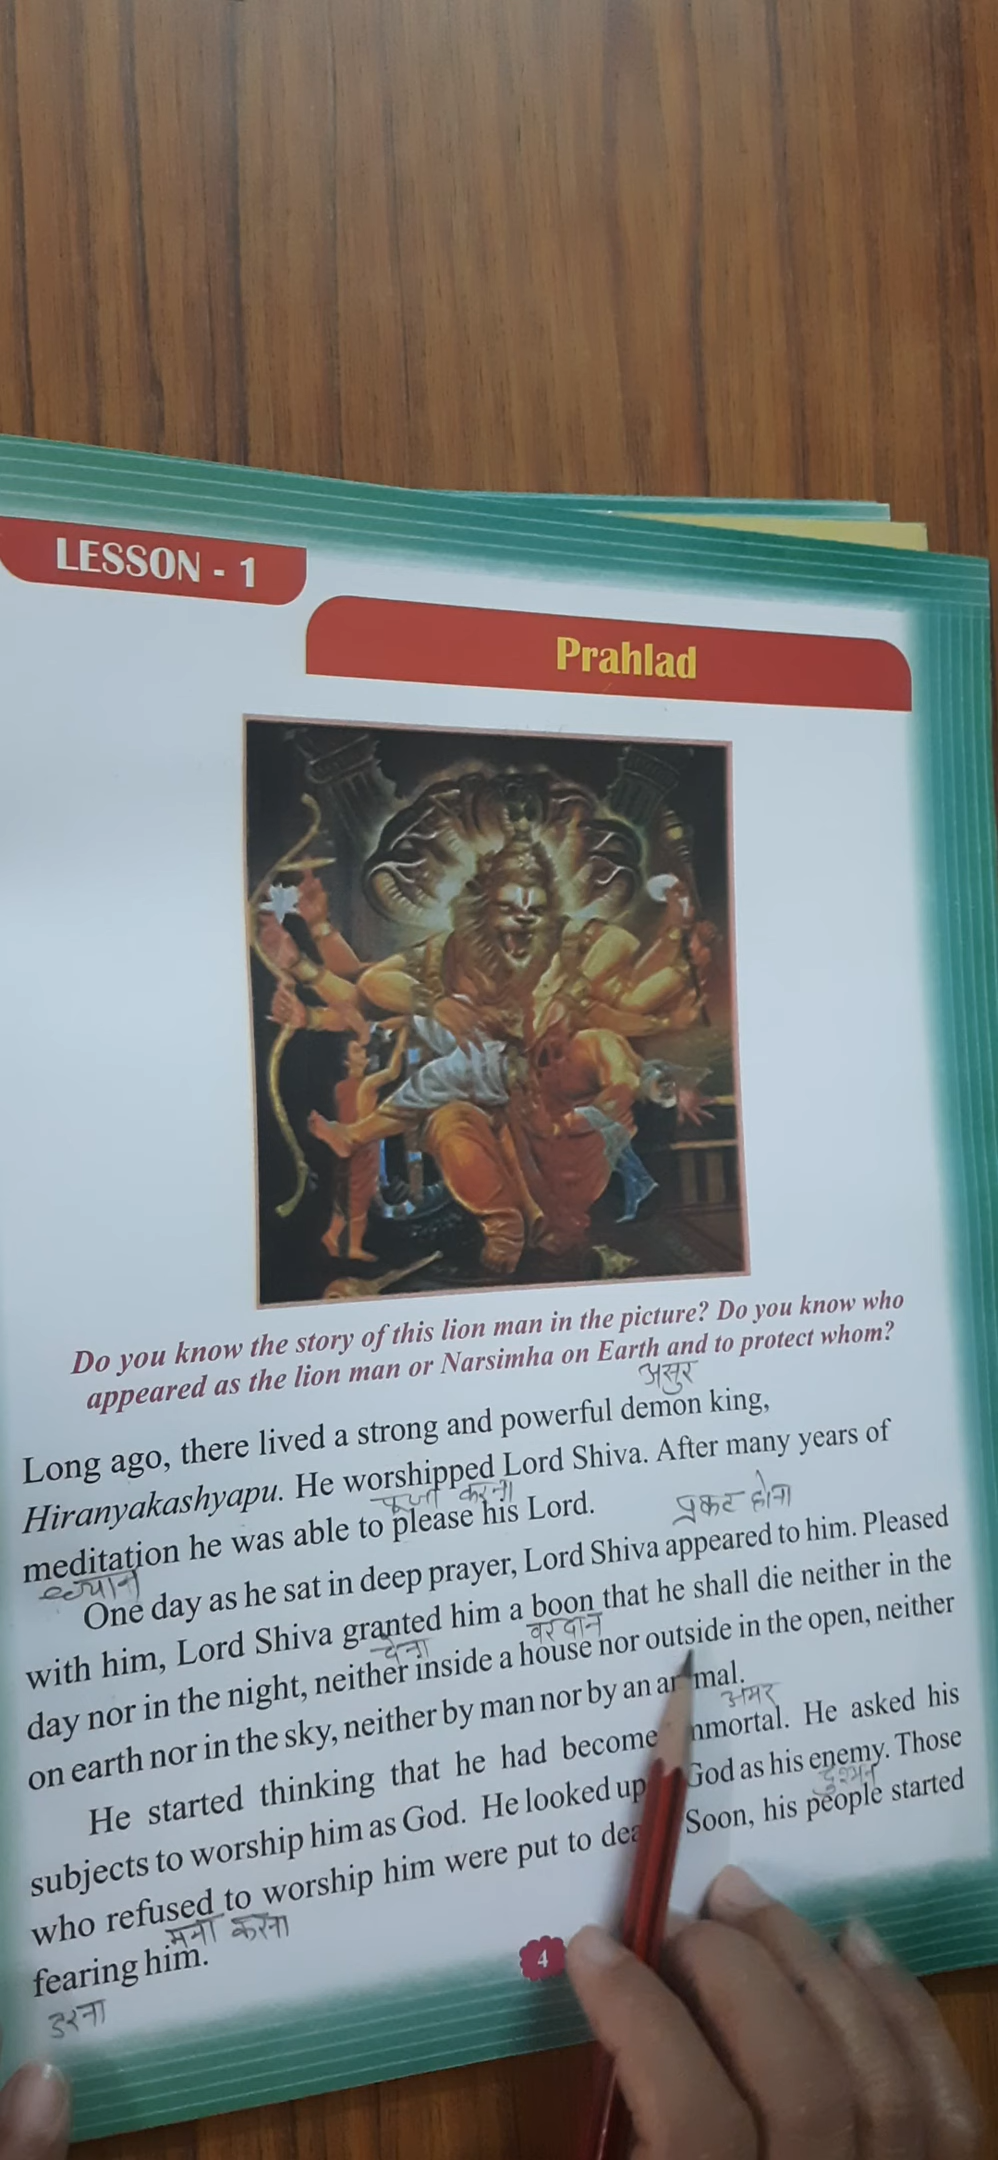 LESSON - 1
Prahlad
Do you know the story of this lion man in the picture? Do you know who
appeared as the lion man or Narsimha on Earth and to protect whom?
असुर
Long ago, there lived a strong and powerful demon king,
Hiranyakashyapu. He worshipped Lord Shiva. After many years of
पूजा करना
प्रकट होना
meditation he was able to please his Lord.
ध्यान
One day as he sat in deep prayer, Lord Shiva appeared to him. Pleased
with him, Lord Shiva granted him a boon that he shall die neither in the
देना वरदान
day nor in the night, neither inside a house nor outside in the open, neither
on earth nor in the sky, neither by man nor by an mal.
अमर
He started thinking that he had become mmortal. He asked his
subjects to worship him as God. He looked up God as his enemy. Those
दुश्मन
who refused to worship him were put to dea Soon, his people started
मना करना
fearing him.
डरना
4